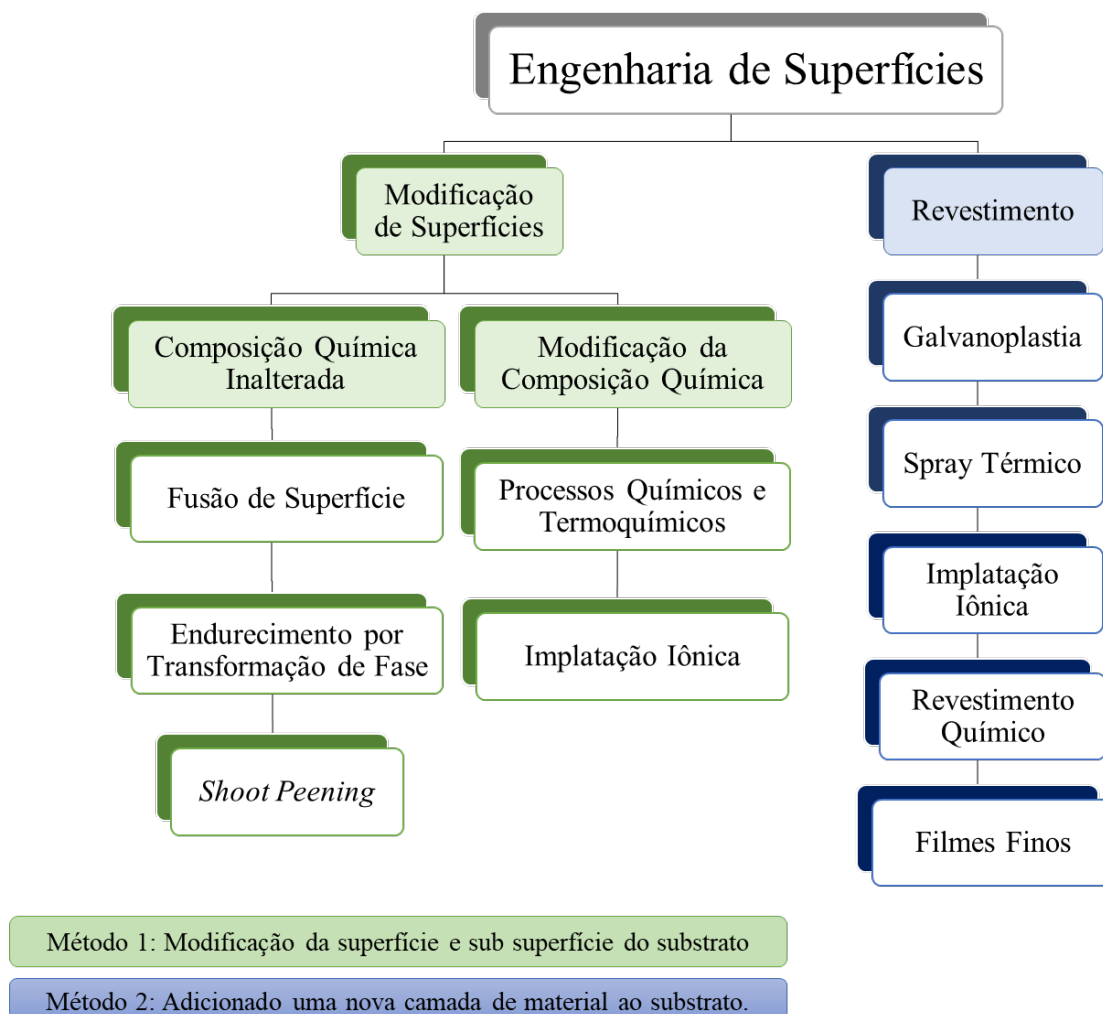 Engenharia de Superfícies
Modificação
de Superfícies
Revestimento
Composição Química
Inalterada
Modificação da
Composição Química
Galvanoplastia
Fusão de Superfície
Processos Químicos e
Termoquímicos
Spray Térmico
Endurecimento por
Transformação de Fase
Implatação Iônica
Implatação
Iônica
Shoot Peening
Revestimento
Químico
Filmes Finos
Método 1: Modificação da superfície e sub superfície do substrato
Método 2: Adicionado uma nova camada de material ao substrato.